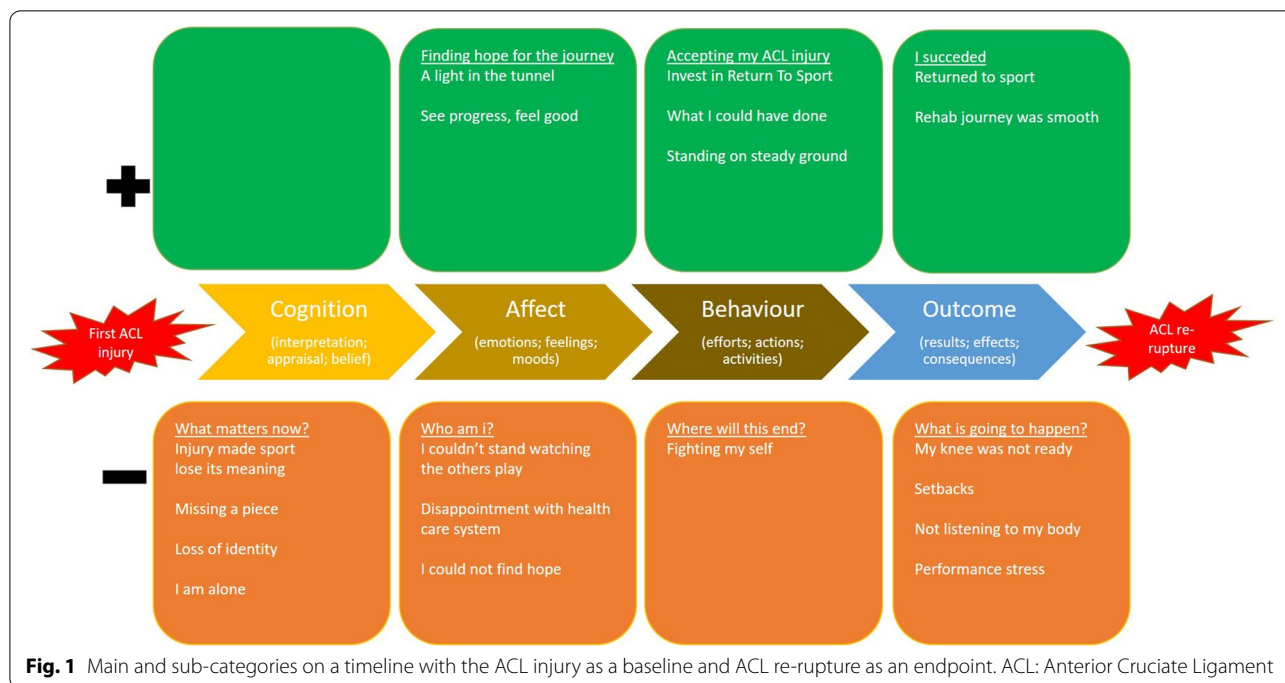 Finding hope for the journey
A light in the tunnel
See progress, feel good
Accepting my ACL injury
Invest in Return To Sport
What I could have done
Standing on steady ground
I succeded
Returned to sport
Rehab journey was smooth
+
First ACL
injury
Cognition
(interpretation;
appraisal; belief)
Affect
(emotions; feelings;
moods)
Behaviour
(efforts; actions;
activities)
Outcome
(results; effects;
consequences)
ACL re-
rupture
-
What matters now?
Injury made sport
lose its meaning
Missing a piece
Loss of identity
I am alone
Who am i?
I couldn't stand watching
the others play
Disappointment with health
care system
I could not find hope
Where will this end?
Fighting my self
What is going to happen?
My knee was not ready
Setbacks
Not listening to my body
Performance stress
Fig. 1 Main and sub-categories on a timeline with the ACL injury as a baseline and ACL re-rupture as an endpoint. ACL: Anterior Cruciate Ligament